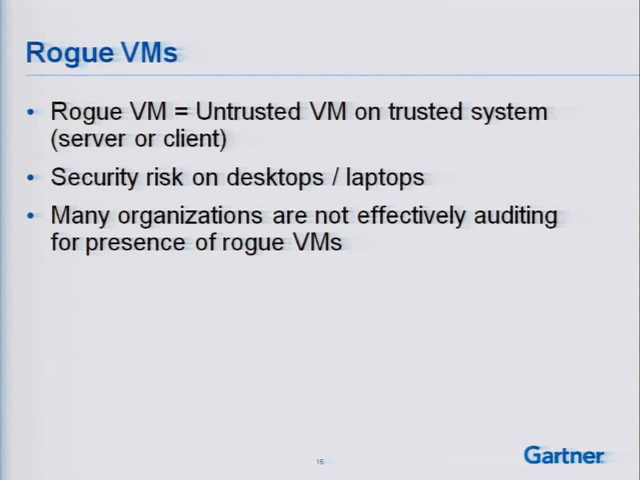 Rogue VMs
• Rogue VM = Untrusted VM on trusted system
(server or client)
• Security risk on desktops / laptops
• Many organizations are not effectively auditing
for presence of rogue VMs
15
Gartner